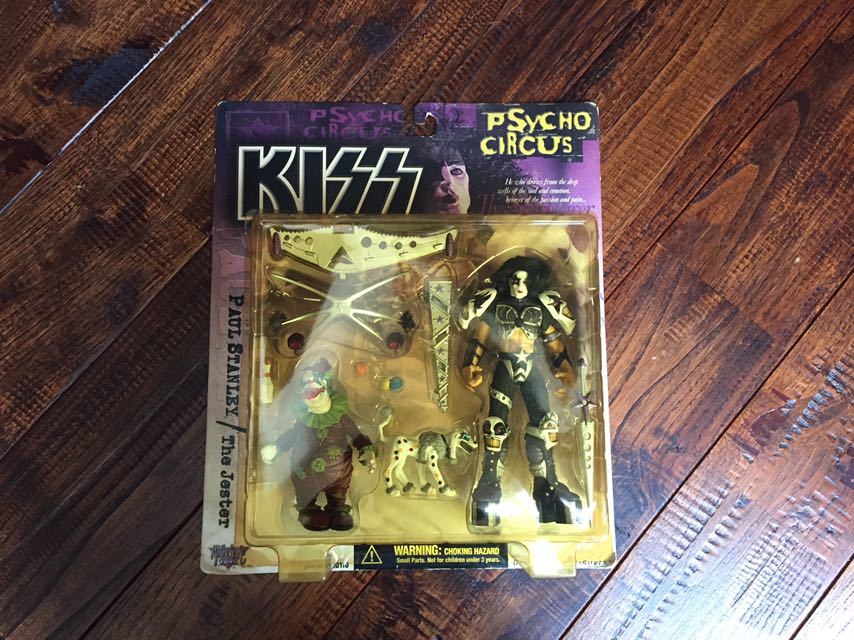 PSYCHO
CIRCUS
PSYCHO
CIRCUS
KISS
He who drinks from the deep
wells of the soul and emotion,
bringer of the passion and pain...
PAUL STANLEY / The Jester
WARNING: CHOKING HAZARD
Small Parts. Not for children under 3 years.